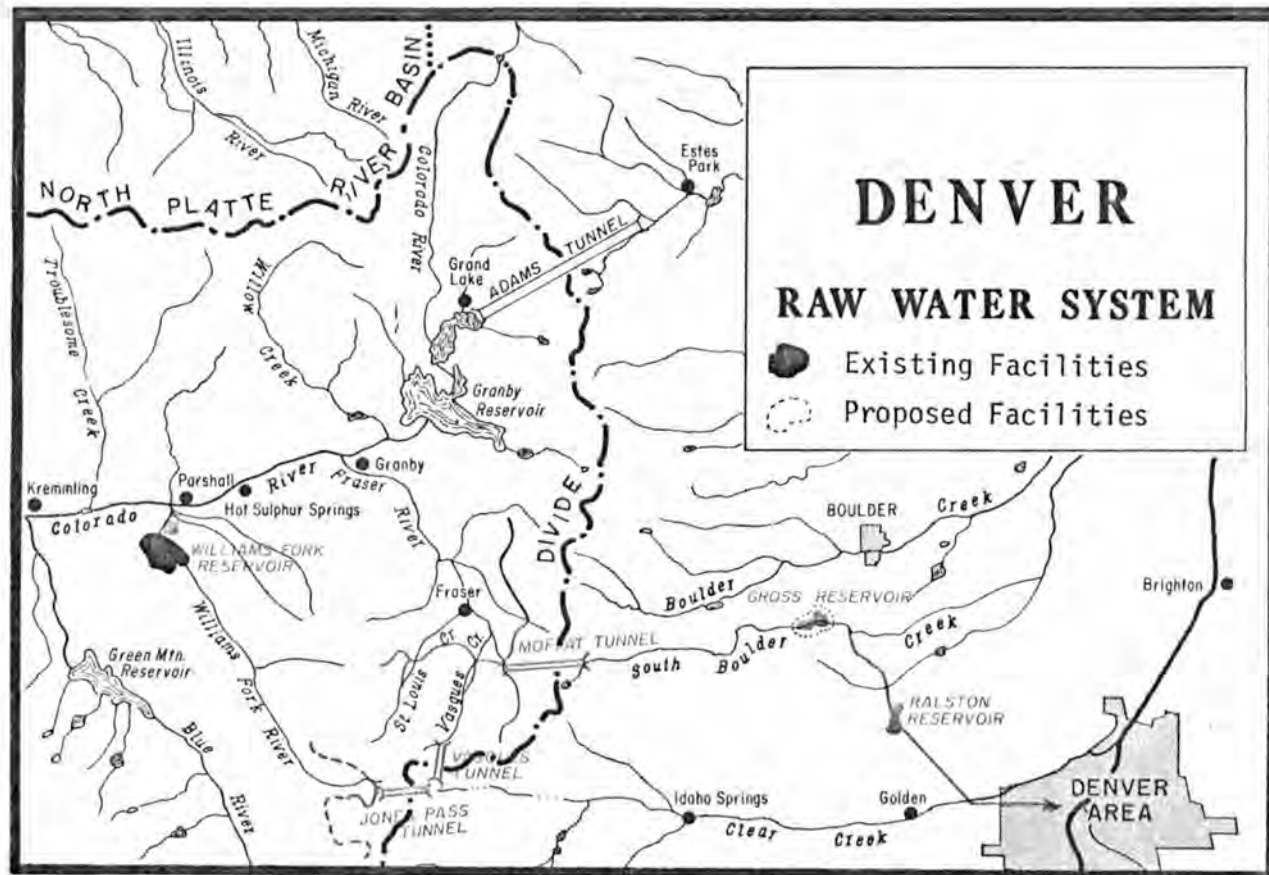 DENVER
RAW WATER SYSTEM
Existing Facilities
Proposed Facilities
Illinois
River
Michigan
River
NORTH PLATTE RIVER BASIN
Colorado River
Estes
Park
Grand
Lake
ADAMS TUNNEL
Troublesome
Creek
Willow
Creek
Granby
Reservoir
Kremmling
Parshall
Hot Sulphur Springs
Granby
Colorado
River
Fraser
River
DIVIDE
WILLIAMS FORK
RESERVOIR
Williams
Fork
River
Fraser
St Louis
Cr.
Vasques
Cr.
MOFFAT TUNNEL
BOULDER
Boulder
Creek
GROSS RESERVOIR
South
Boulder
Creek
Brighton
Green Mtn.
Reservoir
Blue
River
RALSTON
RESERVOIR
TUNNEL
PASS
TUNNEL
Idaho Springs
Golden
Clear
Creek
DENVER
AREA